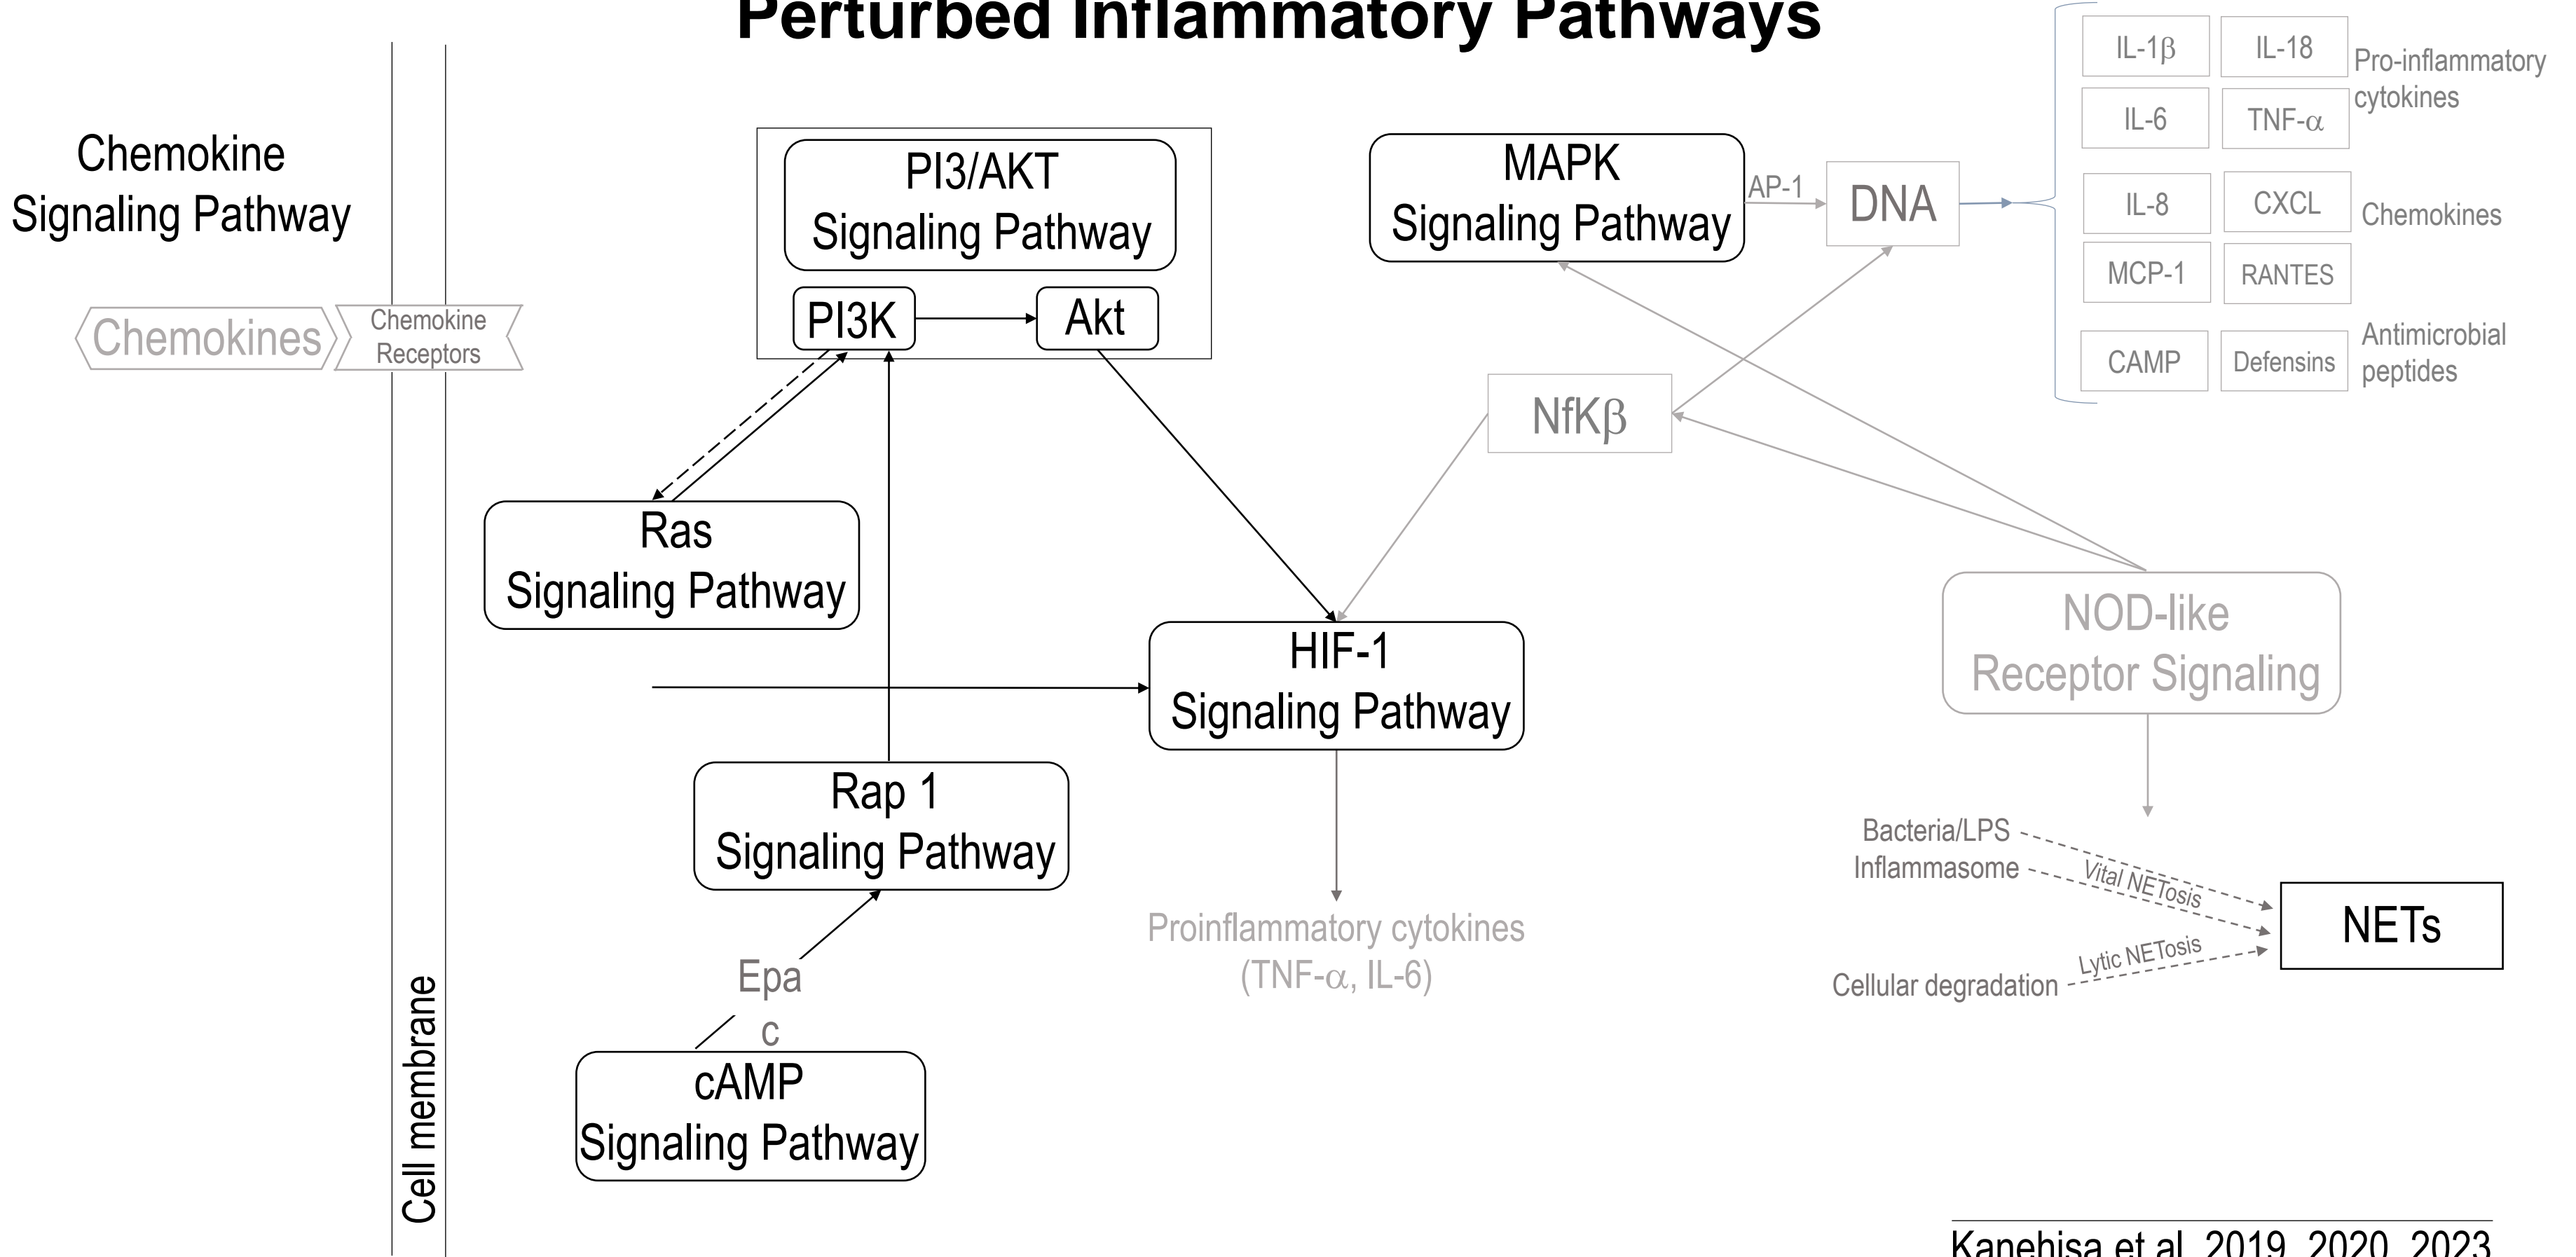 Perturbed Inflammatory Pathways
Chemokine
Signaling Pathway
Chemokines
Chemokine
Receptors
Cell membrane
PI3/AKT
Signaling Pathway
PI3K
Akt
Ras
Signaling Pathway
Rap 1
Signaling Pathway
Epa
c
cAMP
Signaling Pathway
HIF-1
Signaling Pathway
Proinflammatory cytokines
(TNF-α, IL-6)
MAPK
Signaling Pathway
AP-1
DNA
NfKβ
IL-1β
IL-18
Pro-inflammatory
cytokines
IL-6
TNF-α
IL-8
CXCL
Chemokines
MCP-1
RANTES
CAMP
Defensins
Antimicrobial
peptides
NOD-like
Receptor Signaling
Bacteria/LPS
Inflammasome
Vital NETosis
Lytic NETosis
Cellular degradation
NETs
Kanehisa et al. 2019, 2020, 2023